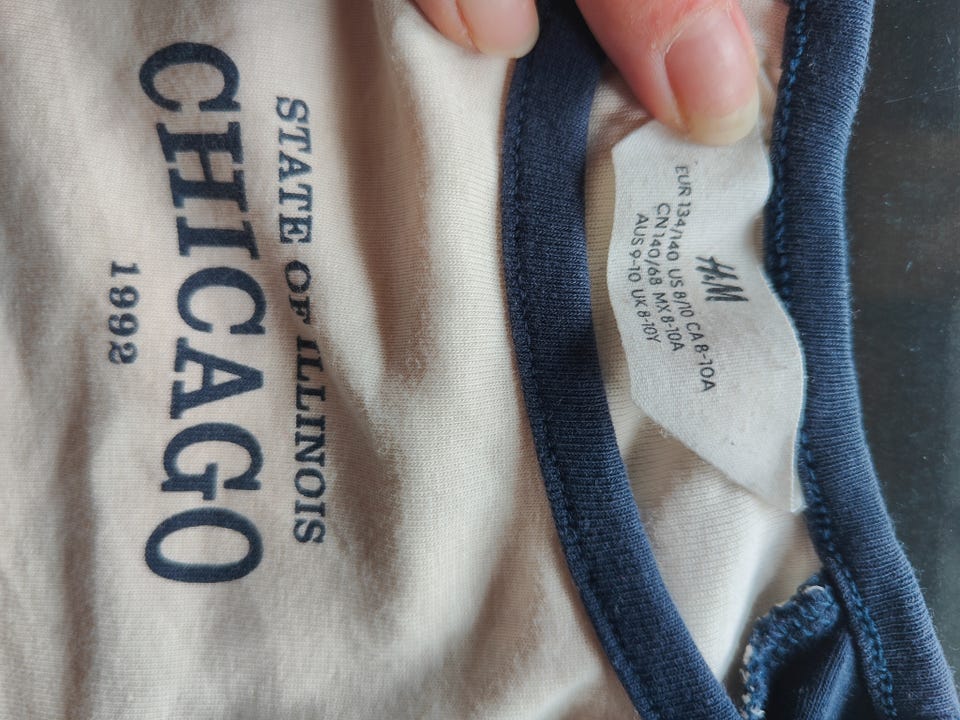 STATE OF ILLINOIS
CHICAGO
1992
H&M
EUR 134/140 US 8/10 CA 8-10A
CN 140/68 MX 8-10A
AUS 9-10 UK 8-10Y